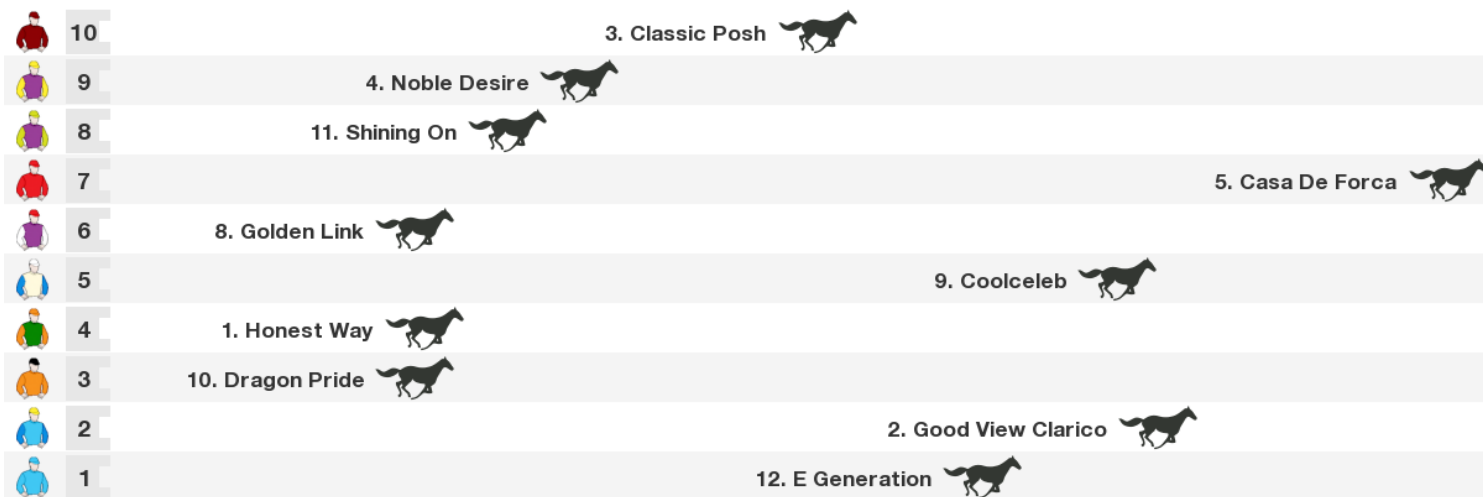 10 3. Classic Posh
9 4. Noble Desire
8 11. Shining On
7 5. Casa De Forca
6 8. Golden Link
5 9. Coolceleb
4 1. Honest Way
3 10. Dragon Pride
2 2. Good View Clarico
1 12. E Generation